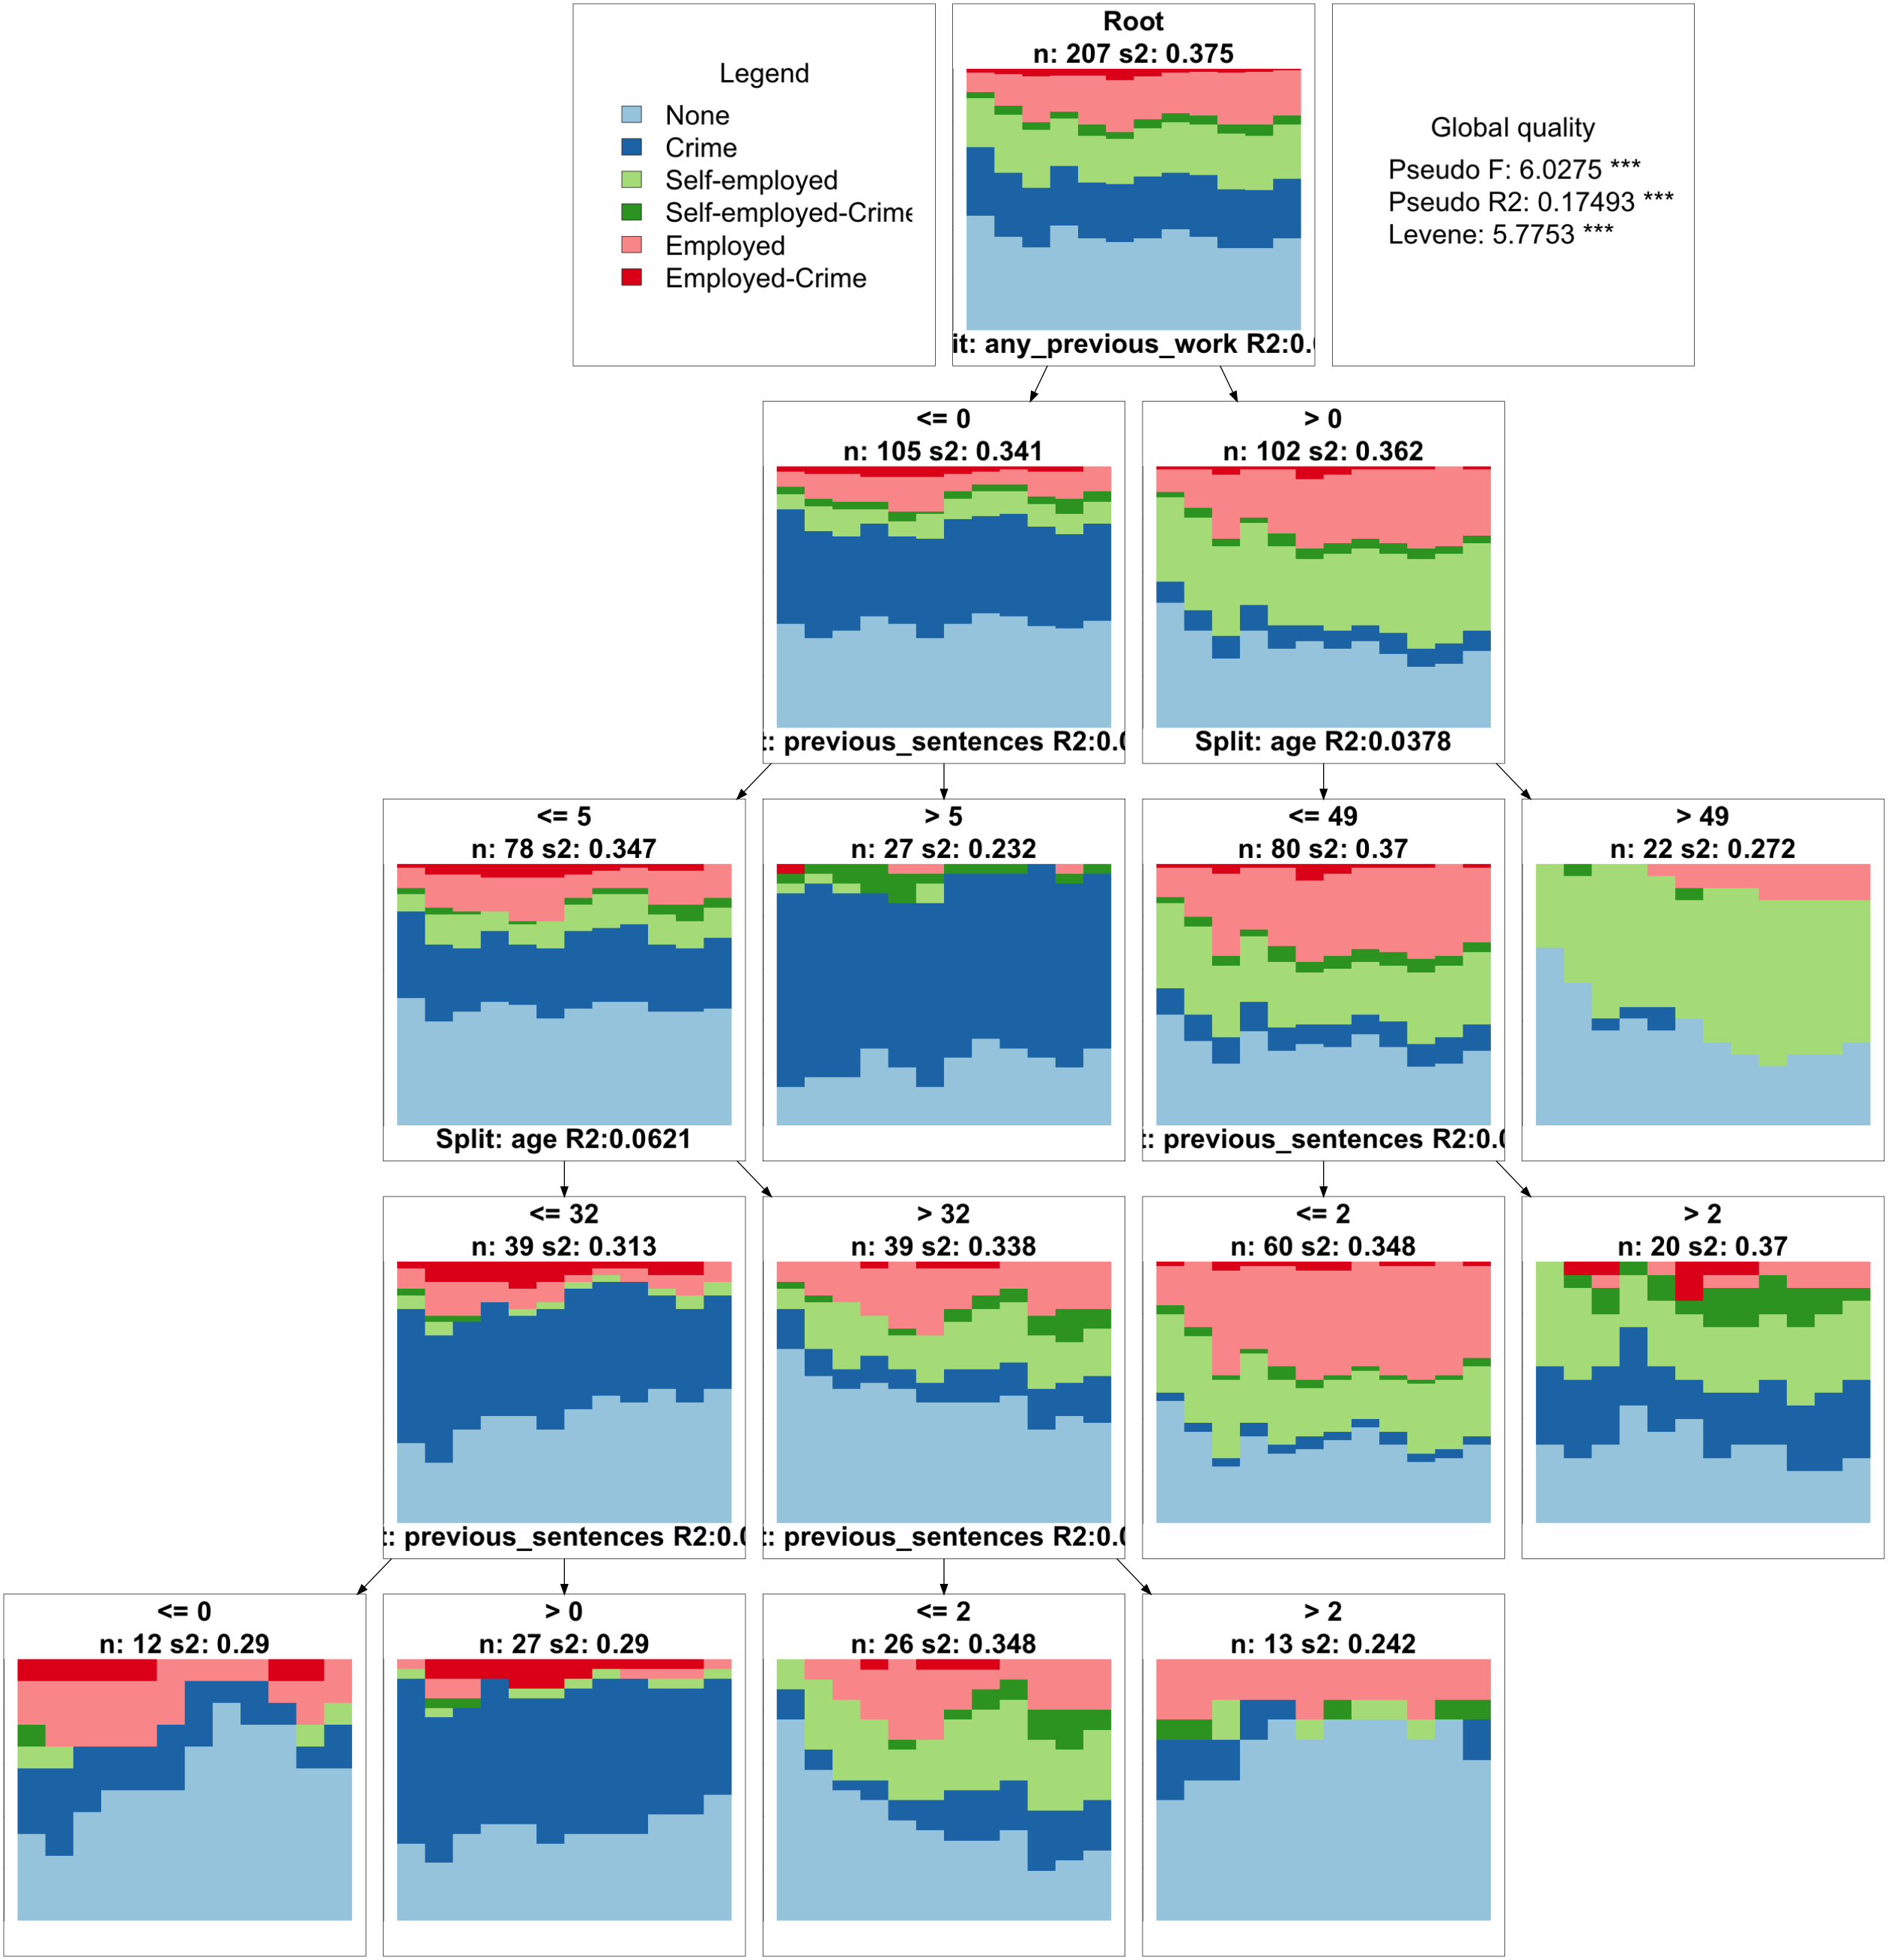 Legend
None
Crime
Self-employed
Self-employed-Crime
Employed
Employed-Crime
Root
n: 207 s2: 0.375
it: any_previous_work R2:0.
Global quality
Pseudo F: 6.0275 ***
Pseudo R2: 0.17493 ***
Levene: 5.7753 ***
<= 0
n: 105 s2: 0.341
: previous_sentences R2:0.0
> 0
n: 102 s2: 0.362
Split: age R2:0.0378
<= 5
n: 78 s2: 0.347
Split: age R2:0.0621
> 5
n: 27 s2: 0.232
<= 49
n: 80 s2: 0.37
: previous_sentences R2:0.0
> 49
n: 22 s2: 0.272
<= 32
n: 39 s2: 0.313
: previous_sentences R2:0.0
> 32
n: 39 s2: 0.338
: previous_sentences R2:0.0
<= 2
n: 60 s2: 0.348
> 2
n: 20 s2: 0.37
<= 0
n: 12 s2: 0.29
> 0
n: 27 s2: 0.29
<= 2
n: 26 s2: 0.348
> 2
n: 13 s2: 0.242